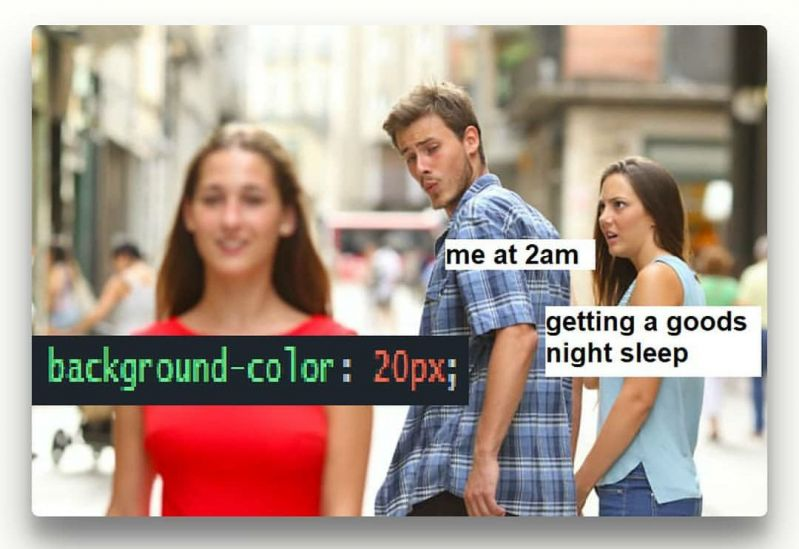 me at 2am
getting a goods
night sleep
background-color: 20px;